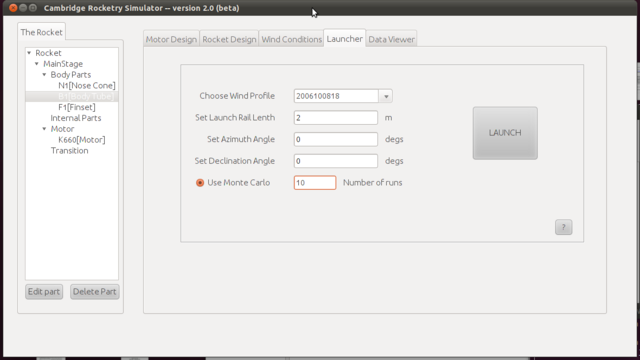 Cambridge Rocketry Simulator -- version 2.0 (beta)
The Rocket
Motor Design
Rocket Design
Wind Conditions
Launcher
Data Viewer
Rocket
MainStage
Body Parts
N1[Nose Cone]
F1[Finset]
Internal Parts
Motor
K660[Motor]
Transition
Edit part
Delete Part
Choose Wind Profile 2006100818
Set Launch Rail Lenth 2 m
Set Azimuth Angle 0 degs
Set Declination Angle 0 degs
Use Monte Carlo 10 Number of runs
LAUNCH
?